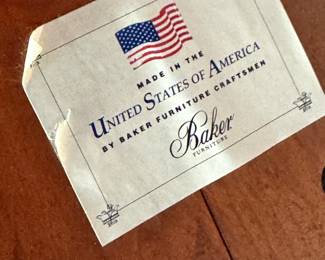 MADE IN THE
UNITED STATES OF AMERICA
BY BAKER FURNITURE CRAFTSMEN
Baker
FURNITURE